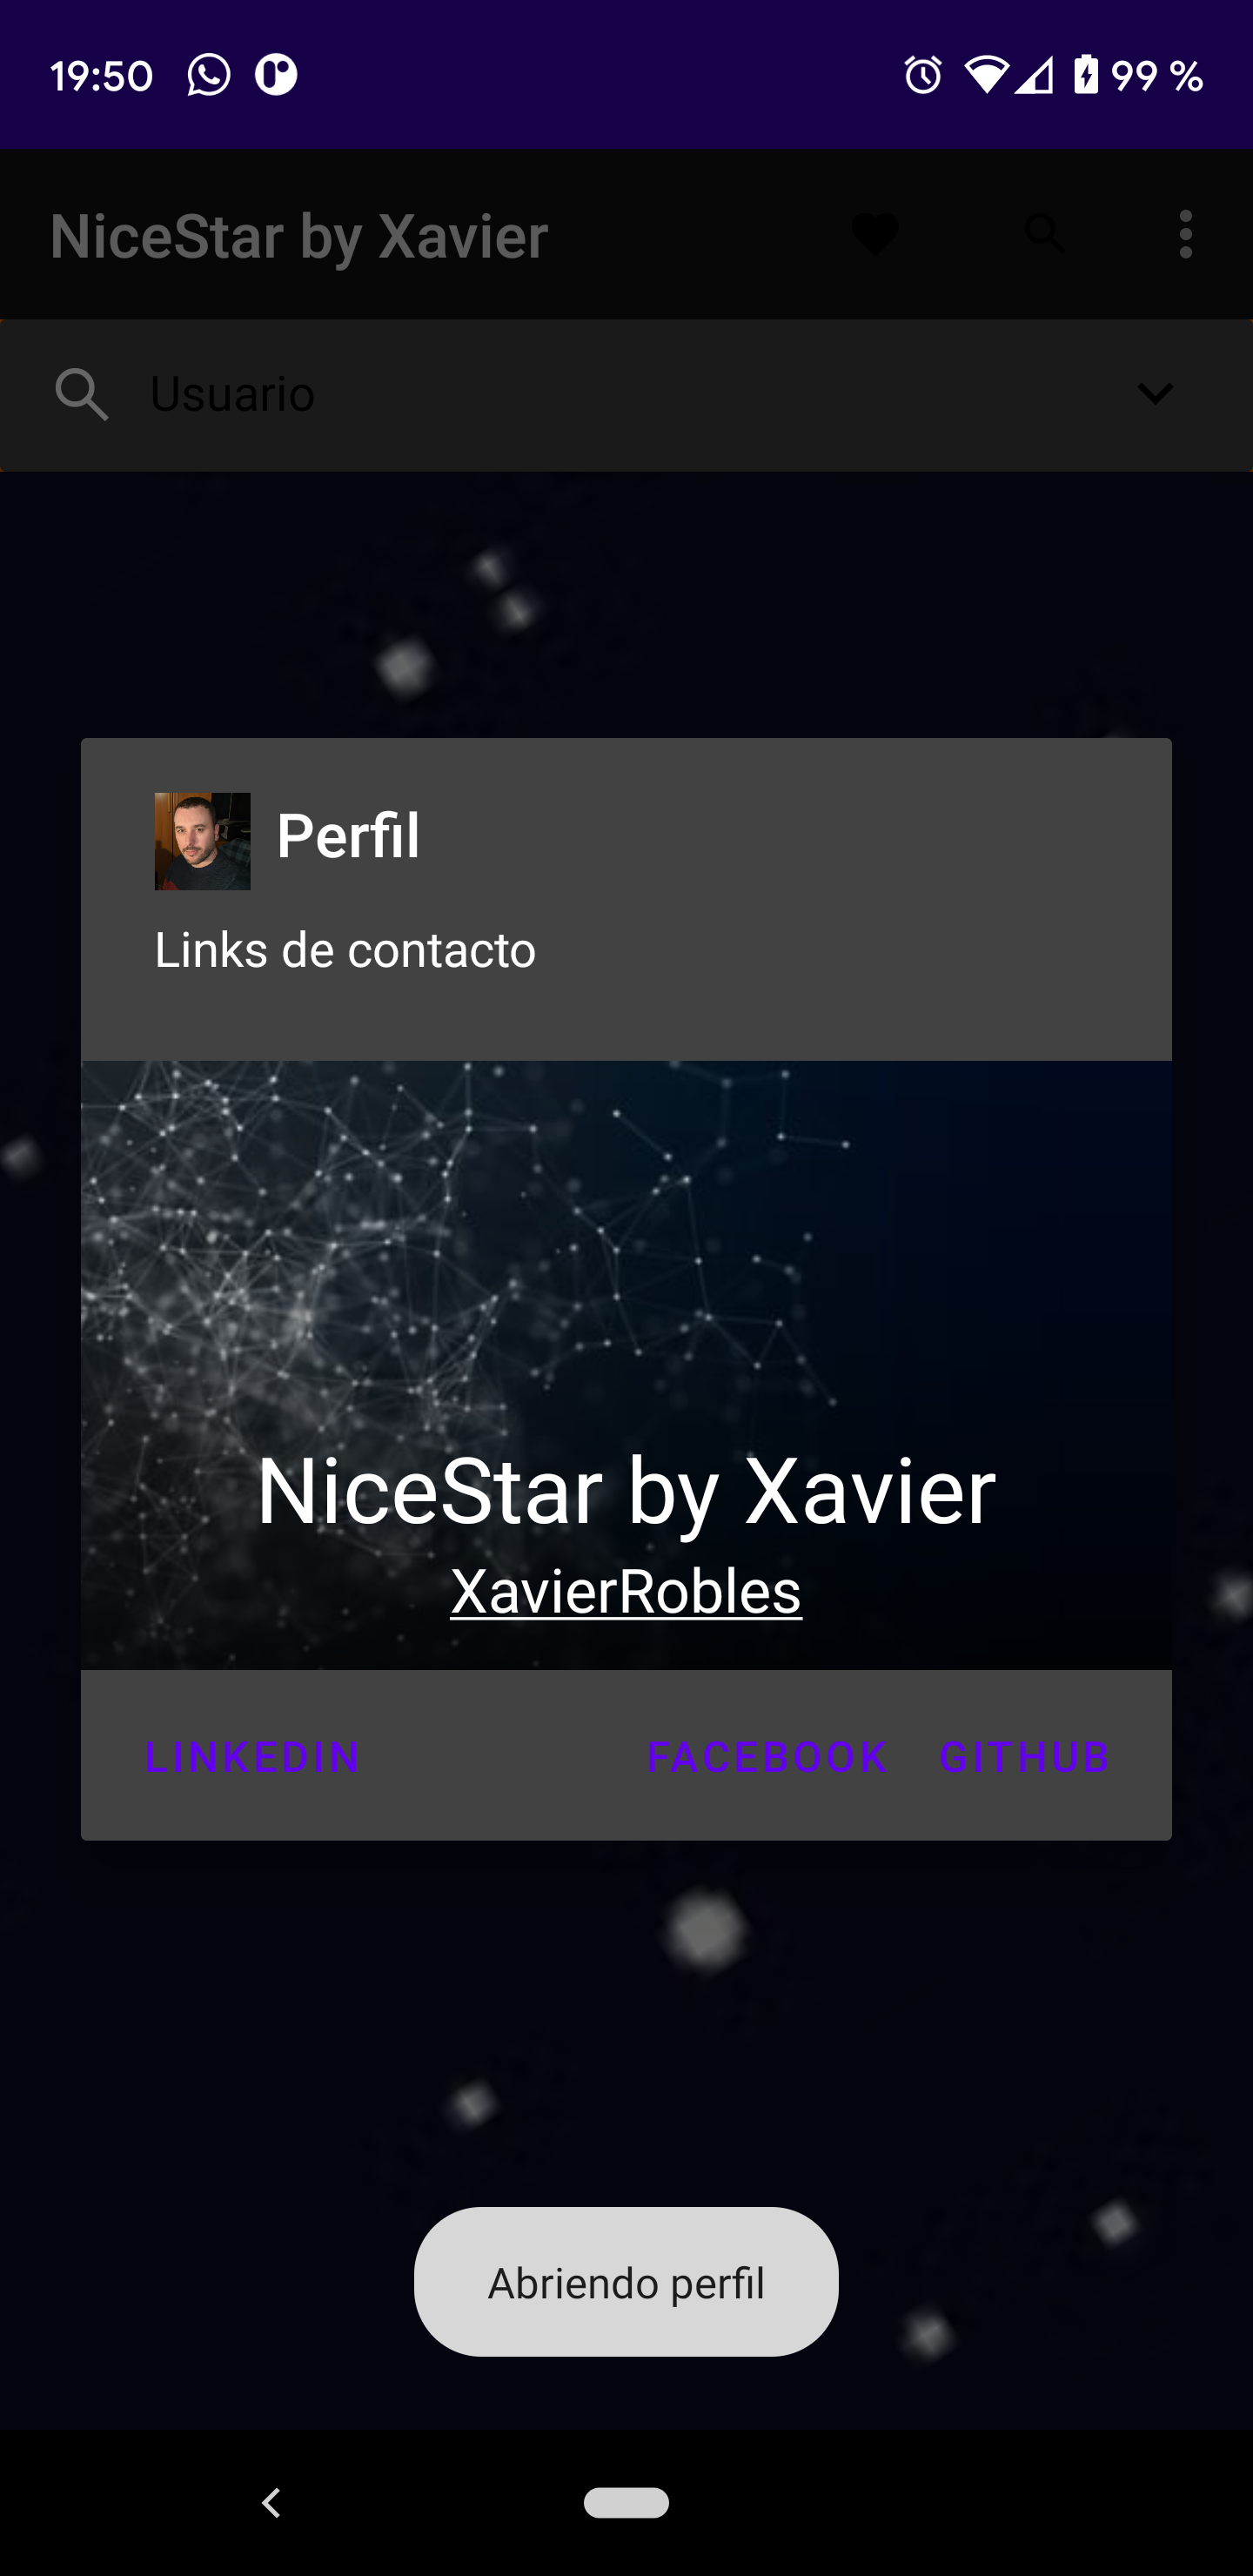 19:50
99 %
NiceStar by Xavier
Usuario
Perfil
Links de contacto
NiceStar by Xavier
XavierRobles
LINKEDIN FACEBOOK GITHUB
Abriendo perfil